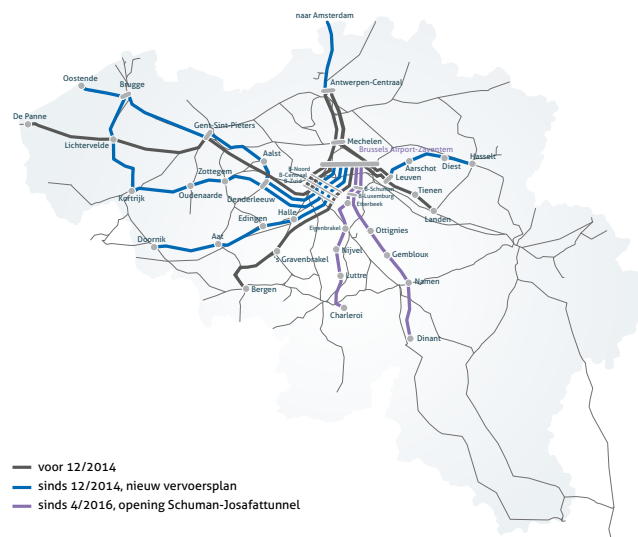 naar Amsterdam
Oostende
Brugge
Antwerpen-Centraal
De Panne
Gent-Sint-Pieters
Lichtervelde
Mechelen
Brussels Airport-Zaventem
Aalst
Hasselt
Diest
Aarschot
Leuven
B-Noord
B-Centraal
B-Zuid
Zottegem
Kortrijk
Oudenaarde
Denderleeuw
B-Schuman
B-Luxemburg
Etterbeek
Tienen
Landen
Halle
Edingen
Eigenbrakel
Ottignies
Doornik
Aat
's Gravenbrakel
Nijvel
Gembloux
Luttre
Namen
Bergen
Charleroi
Dinant
voor 12/2014
sinds 12/2014, nieuw vervoersplan
sinds 4/2016, opening Schuman-Josafattunnel